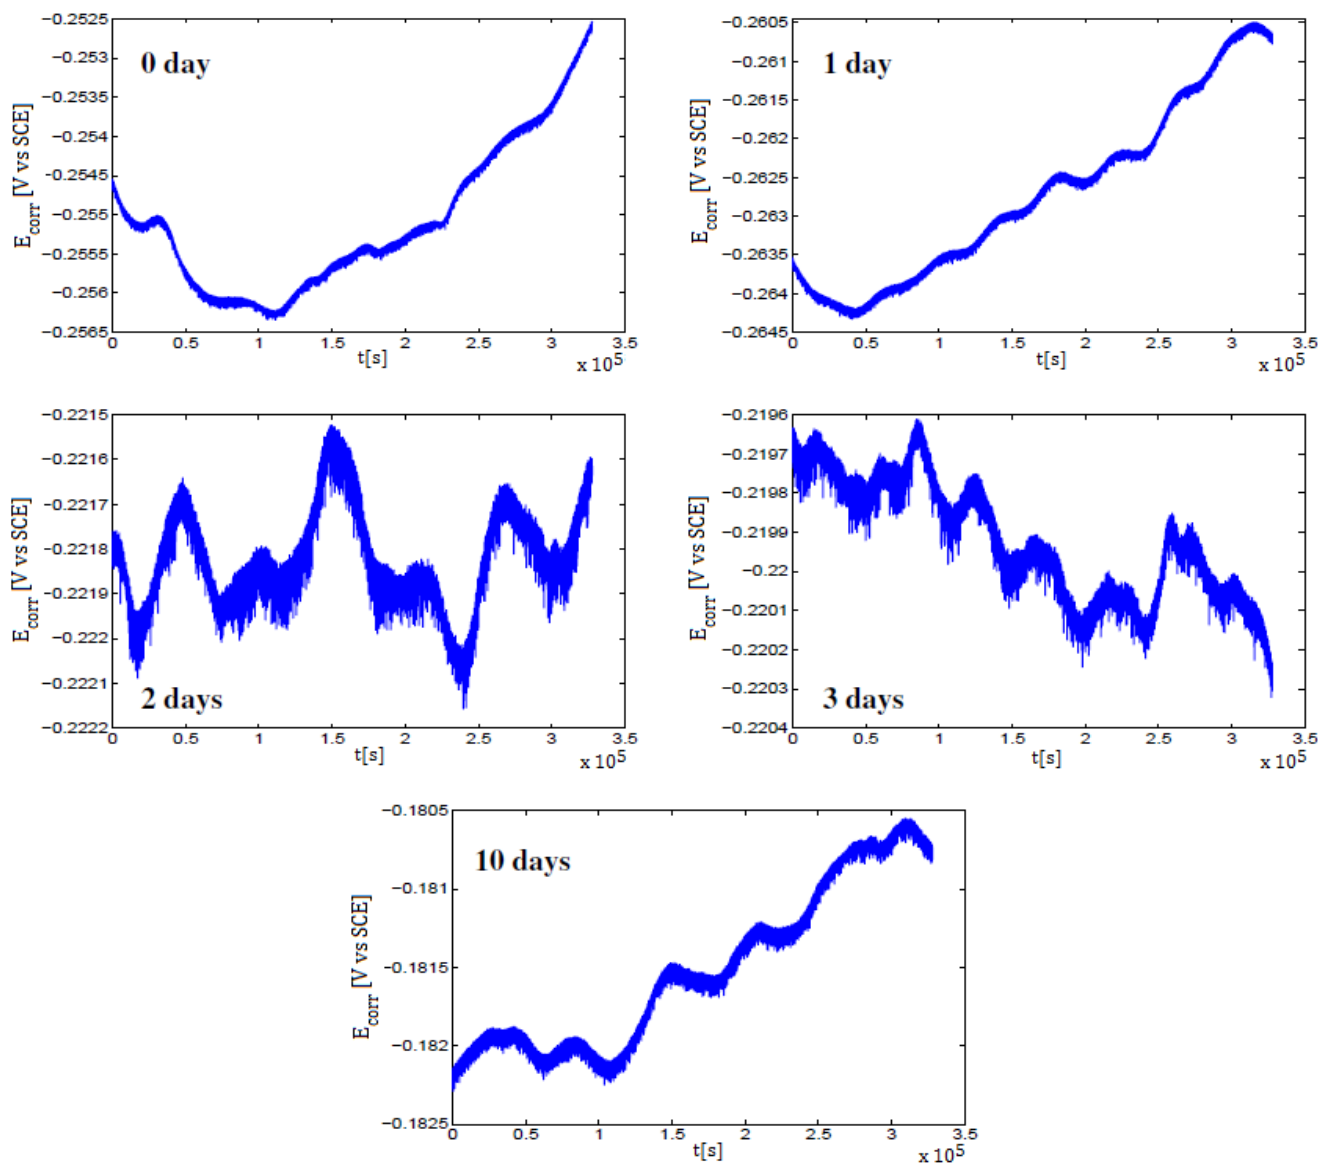 0 day
E_corr [V vs SCE]
−0.2525
−0.253
−0.2535
−0.254
−0.2545
−0.255
−0.2555
−0.256
−0.2565
0 0.5 1 1.5 2 2.5 3 3.5
t[s]
x 10^5
1 day
E_corr [V vs SCE]
−0.2605
−0.261
−0.2615
−0.262
−0.2625
−0.263
−0.2635
−0.264
−0.2645
0 0.5 1 1.5 2 2.5 3 3.5
t[s]
x 10^5
2 days
E_corr [V vs SCE]
−0.2215
−0.2216
−0.2217
−0.2218
−0.2219
−0.222
−0.2221
−0.2222
0 0.5 1 1.5 2 2.5 3 3.5
t[s]
x 10^5
3 days
E_corr [V vs SCE]
−0.2196
−0.2197
−0.2198
−0.2199
−0.22
−0.2201
−0.2202
−0.2203
−0.2204
0 0.5 1 1.5 2 2.5 3 3.5
t[s]
x 10^5
10 days
E_corr [V vs SCE]
−0.1805
−0.181
−0.1815
−0.182
−0.1825
0 0.5 1 1.5 2 2.5 3 3.5
t[s]
x 10^5